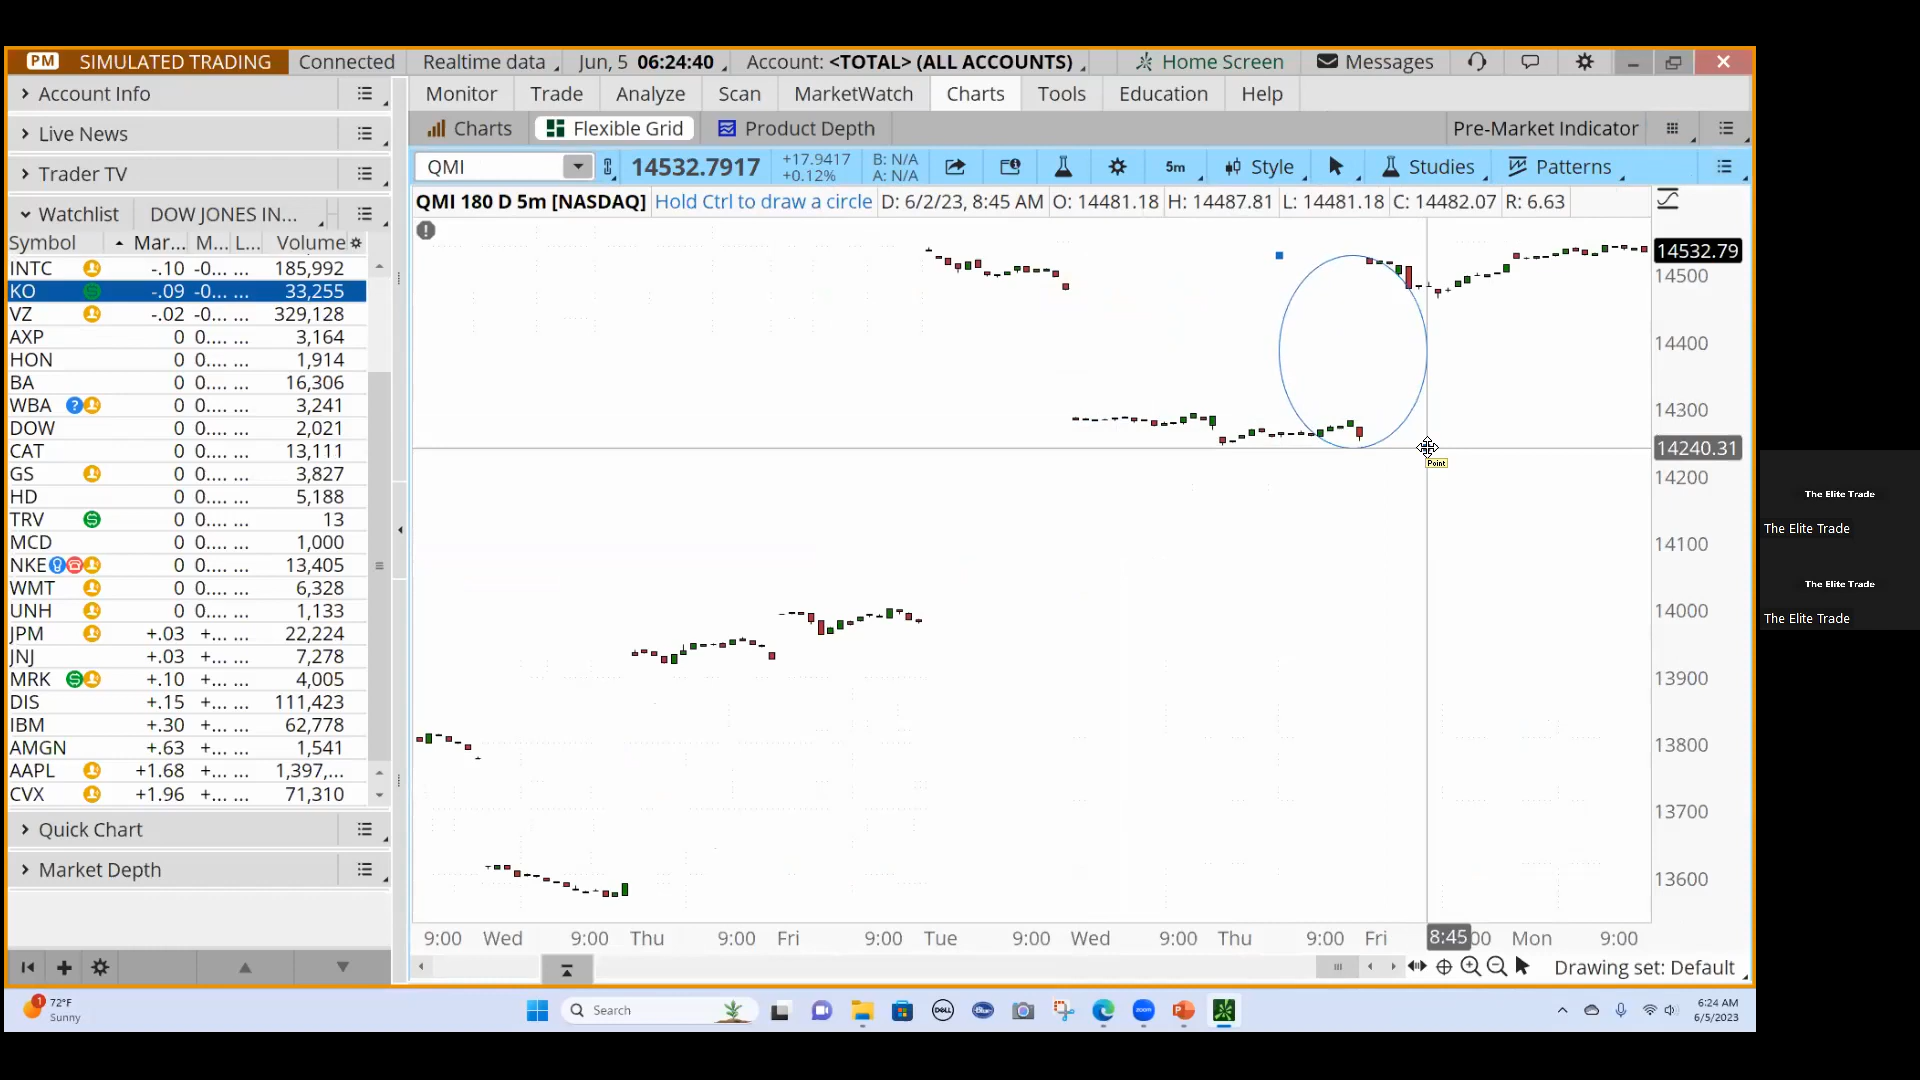 PM SIMULATED TRADING Connected Realtime data Jun, 5 06:24:40 Account: <TOTAL> (ALL ACCOUNTS) Home Screen Messages
Account Info
Live News
Trader TV
Watchlist DOW JONES IN...
Symbol Mar... M... L... Volume
INTC -.10 -0... ... 185,992
KO -.09 -0... ... 33,255
VZ -.02 -0... ... 329,128
AXP 0 0.... ... 3,164
HON 0 0.... ... 1,914
BA 0 0.... ... 16,306
WBA ? 0 0.... ... 3,241
DOW 0 0.... ... 2,021
CAT 0 0.... ... 13,111
GS 0 0.... ... 3,827
HD 0 0.... ... 5,188
TRV 0 0.... ... 13
MCD 0 0.... ... 1,000
NKE 0 0.... ... 13,405
WMT 0 0.... ... 6,328
UNH 0 0.... ... 1,133
JPM +.03 +... ... 22,224
JNJ +.03 +... ... 7,278
MRK +.10 +... ... 4,005
DIS +.15 +... ... 111,423
IBM +.30 +... ... 62,778
AMGN +.63 +... ... 1,541
AAPL +1.68 +... ... 1,397,...
CVX +1.96 +... ... 71,310
Quick Chart
Market Depth
Monitor Trade Analyze Scan MarketWatch Charts Tools Education Help
Charts Flexible Grid Product Depth Pre-Market Indicator
QMI 14532.7917 +17.9417 +0.12% B: N/A A: N/A 5m Style Studies Patterns
QMI 180 D 5m [NASDAQ] Hold Ctrl to draw a circle D: 6/2/23, 8:45 AM O: 14481.18 H: 14487.81 L: 14481.18 C: 14482.07 R: 6.63
14532.79
14500
14400
14300
14240.31
Point
14200
14100
14000
13900
13800
13700
13600
9:00 Wed 9:00 Thu 9:00 Fri 9:00 Tue 9:00 Wed 9:00 Thu 9:00 Fri 8:45 00 Mon 9:00
Drawing set: Default
The Elite Trade
The Elite Trade
The Elite Trade
The Elite Trade
1 72°F
Sunny
Search
DELL
zoom
6:24 AM
6/5/2023